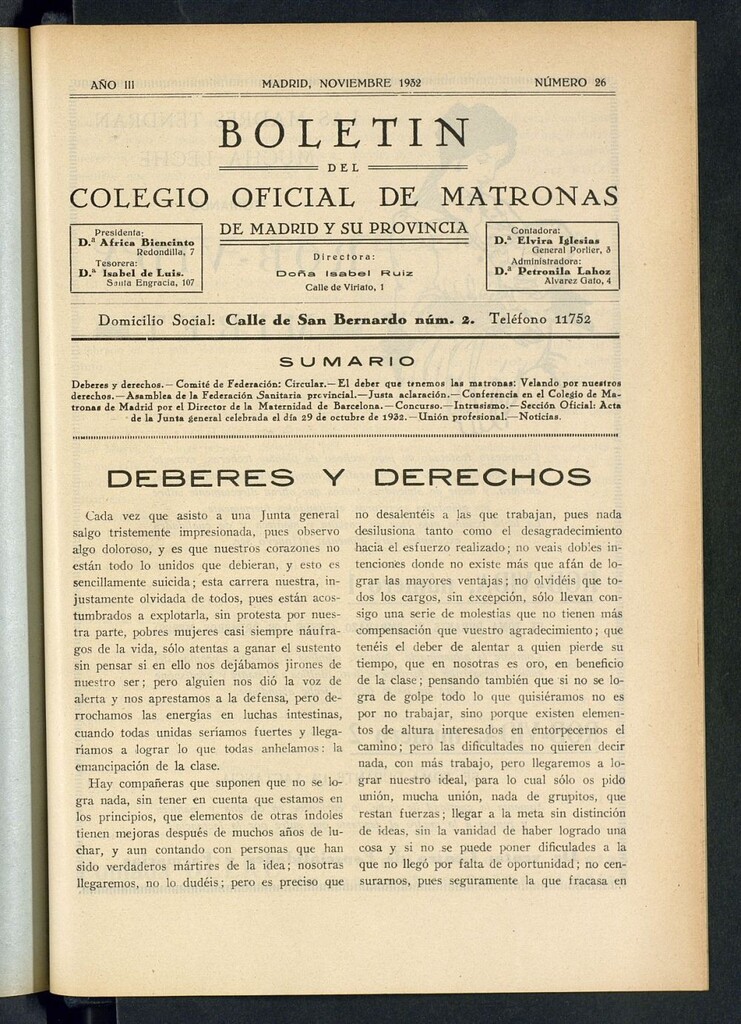 AÑO III MADRID, NOVIEMBRE 1932 NÚMERO 26
BOLETIN
DEL
COLEGIO OFICIAL DE MATRONAS
DE MADRID Y SU PROVINCIA
Presidenta:
D.ª Africa Biencinto
Redondilla, 7
Tesorera:
D.ª Isabel de Luis.
Santa Engracia, 107
Directora:
Doña Isabel Ruiz
Calle de Viriato, 1
Contadora:
D.ª Elvira Iglesias
General Porlier, 3
Administradora:
D.ª Petronila Lahoz
Alvarez Gato, 4
Domicilio Social: Calle de San Bernardo núm. 2. Teléfono 11752
SUMARIO
Deberes y derechos.—Comité de Federación: Circular.—El deber que tenemos las matronas: Velando por nuestros
derechos.—Asamblea de la Federación Sanitaria provincial.—Justa aclaración.—Conferencia en el Colegio de Ma-
tronas de Madrid por el Director de la Maternidad de Barcelona.—Concurso.—Intrusismo.—Sección Oficial: Acta
de la Junta general celebrada el día 29 de octubre de 1932.—Unión profesional.—Noticias.
DEBERES Y DERECHOS
Cada vez que asisto a una Junta general
salgo tristemente impresionada, pues observo
algo doloroso, y es que nuestros corazones no
están todo lo unidos que debieran, y esto es
sencillamente suicida; esta carrera nuestra, in-
justamente olvidada de todos, pues están acos-
tumbrados a explotarla, sin protesta por nues-
tra parte, pobres mujeres casi siempre náufra-
gos de la vida, sólo atentas a ganar el sustento
sin pensar si en ello nos dejábamos jirones de
nuestro ser; pero alguien nos dió la voz de
alerta y nos aprestamos a la defensa, pero de-
rrochamos las energías en luchas intestinas,
cuando todas unidas seríamos fuertes y llega-
ríamos a lograr lo que todas anhelamos: la
emancipación de la clase.
Hay compañeras que suponen que no se lo-
gra nada, sin tener en cuenta que estamos en
los principios, que elementos de otras índoles
tienen mejoras después de muchos años de lu-
char, y aun contando con personas que han
sido verdaderos mártires de la idea; nosotras
llegaremos, no lo dudéis; pero es preciso que
no desalentéis a las que trabajan, pues nada
desilusiona tanto como el desagradecimiento
hacia el esfuerzo realizado; no veais dobles in-
tenciones donde no existe más que afán de lo-
grar las mayores ventajas; no olvidéis que to-
dos los cargos, sin excepción, sólo llevan con-
sigo una serie de molestias que no tienen más
compensación que vuestro agradecimiento; que
tenéis el deber de alentar a quien pierde su
tiempo, que en nosotras es oro, en beneficio
de la clase; pensando también que si no se lo-
gra de golpe todo lo que quisiéramos no es
por no trabajar, sino porque existen elemen-
tos de altura interesados en entorpecernos el
camino; pero las dificultades no quieren decir
nada, con más trabajo, pero llegaremos a lo-
grar nuestro ideal, para lo cual sólo os pido
unión, mucha unión, nada de grupitos, que
restan fuerzas; llegar a la meta sin distinción
de ideas, sin la vanidad de haber logrado una
cosa y si no se puede poner dificulades a la
que no llegó por falta de oportunidad; no cen-
surarnos, pues seguramente la que fracasa en